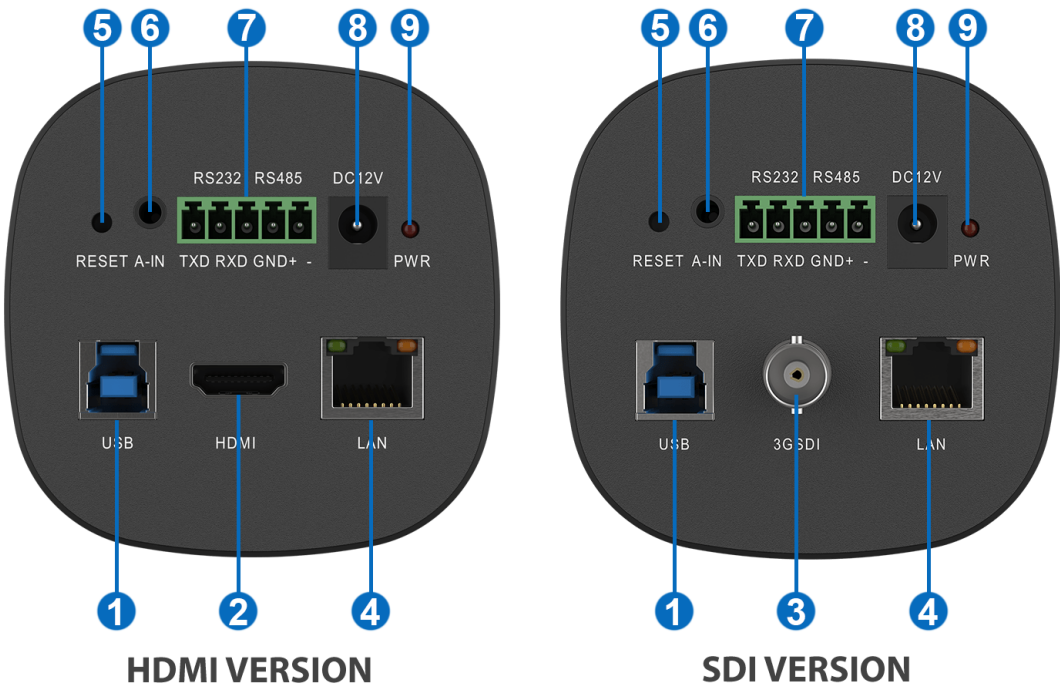 5 6 7 8 9 5 6 7 8 9
RS232 RS485 DC12V RS232 RS485 DC12V
RESET A-IN TXD RXD GND+ - PWR RESET A-IN TXD RXD GND+ - PWR
USB HDMI LAN USB 3GSDI LAN
1 2 4 1 3 4
HDMI VERSION SDI VERSION